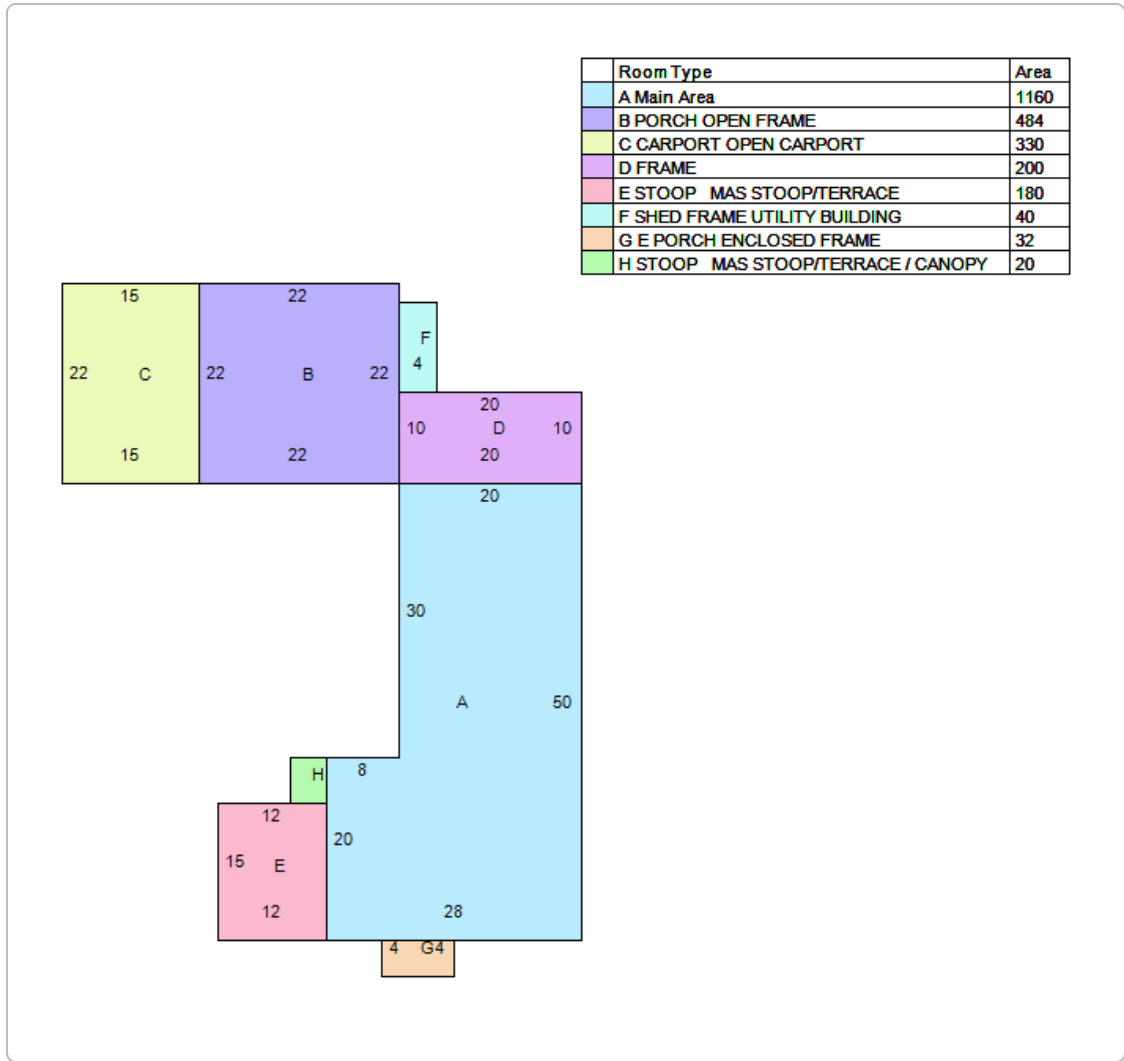 Room Type Area
A Main Area 1160
B PORCH OPEN FRAME 484
C CARPORT OPEN CARPORT 330
D FRAME 200
E STOOP MAS STOOP/TERRACE 180
F SHED FRAME UTILITY BUILDING 40
G E PORCH ENCLOSED FRAME 32
H STOOP MAS STOOP/TERRACE / CANOPY 20
15 22
F
4
22 C 22 B 22
20
10 D 10
20
15 22
20
30
A 50
H 8
12
20
15 E
12 28
4 G4